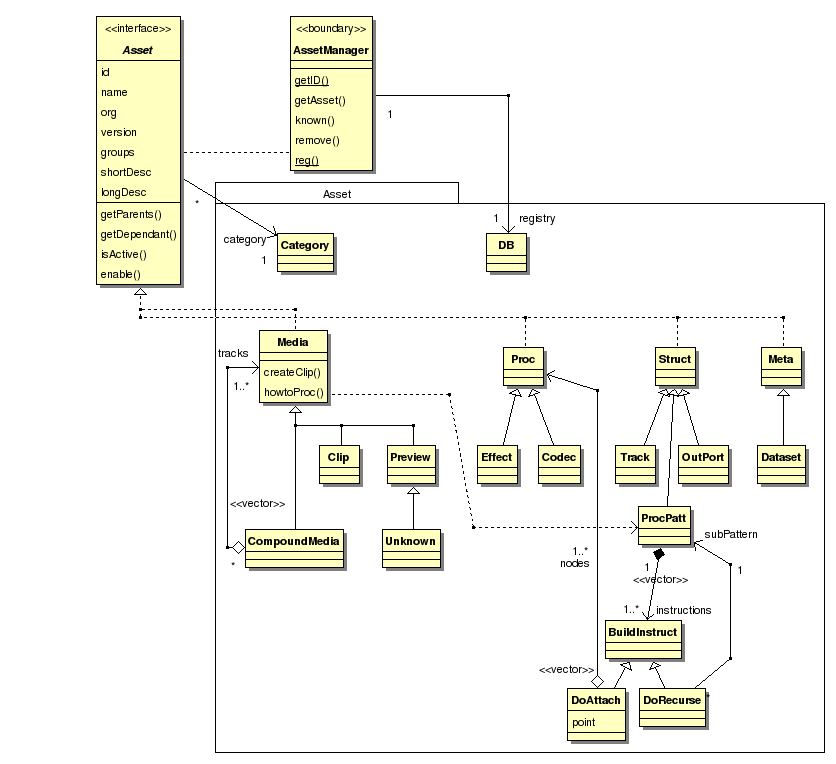 <<interface>>
Asset
id
name
org
version
groups
shortDesc
longDesc
getParents()
getDependant()
isActive()
enable()
<<boundary>>
AssetManager
getID()
getAsset()
known()
remove()
reg()
1
Asset
*
category
1
Category
1
registry
DB
tracks
1..*
Media
createClip()
howtoProc()
Proc
Struct
Meta
Clip
Preview
Effect
Codec
Track
OutPort
Dataset
<<vector>>
*
CompoundMedia
Unknown
ProcPatt
subPattern
1..*
nodes
1
<<vector>>
1
1..*
instructions
BuildInstruct
<<vector>>
DoAttach
point
DoRecurse
*